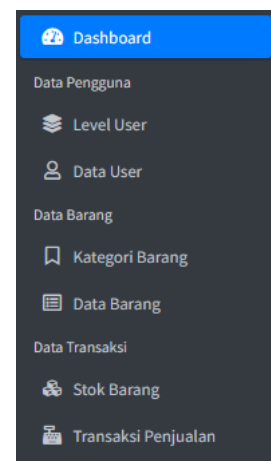 Dashboard
Data Pengguna
Level User
Data User
Data Barang
Kategori Barang
Data Barang
Data Transaksi
Stok Barang
Transaksi Penjualan